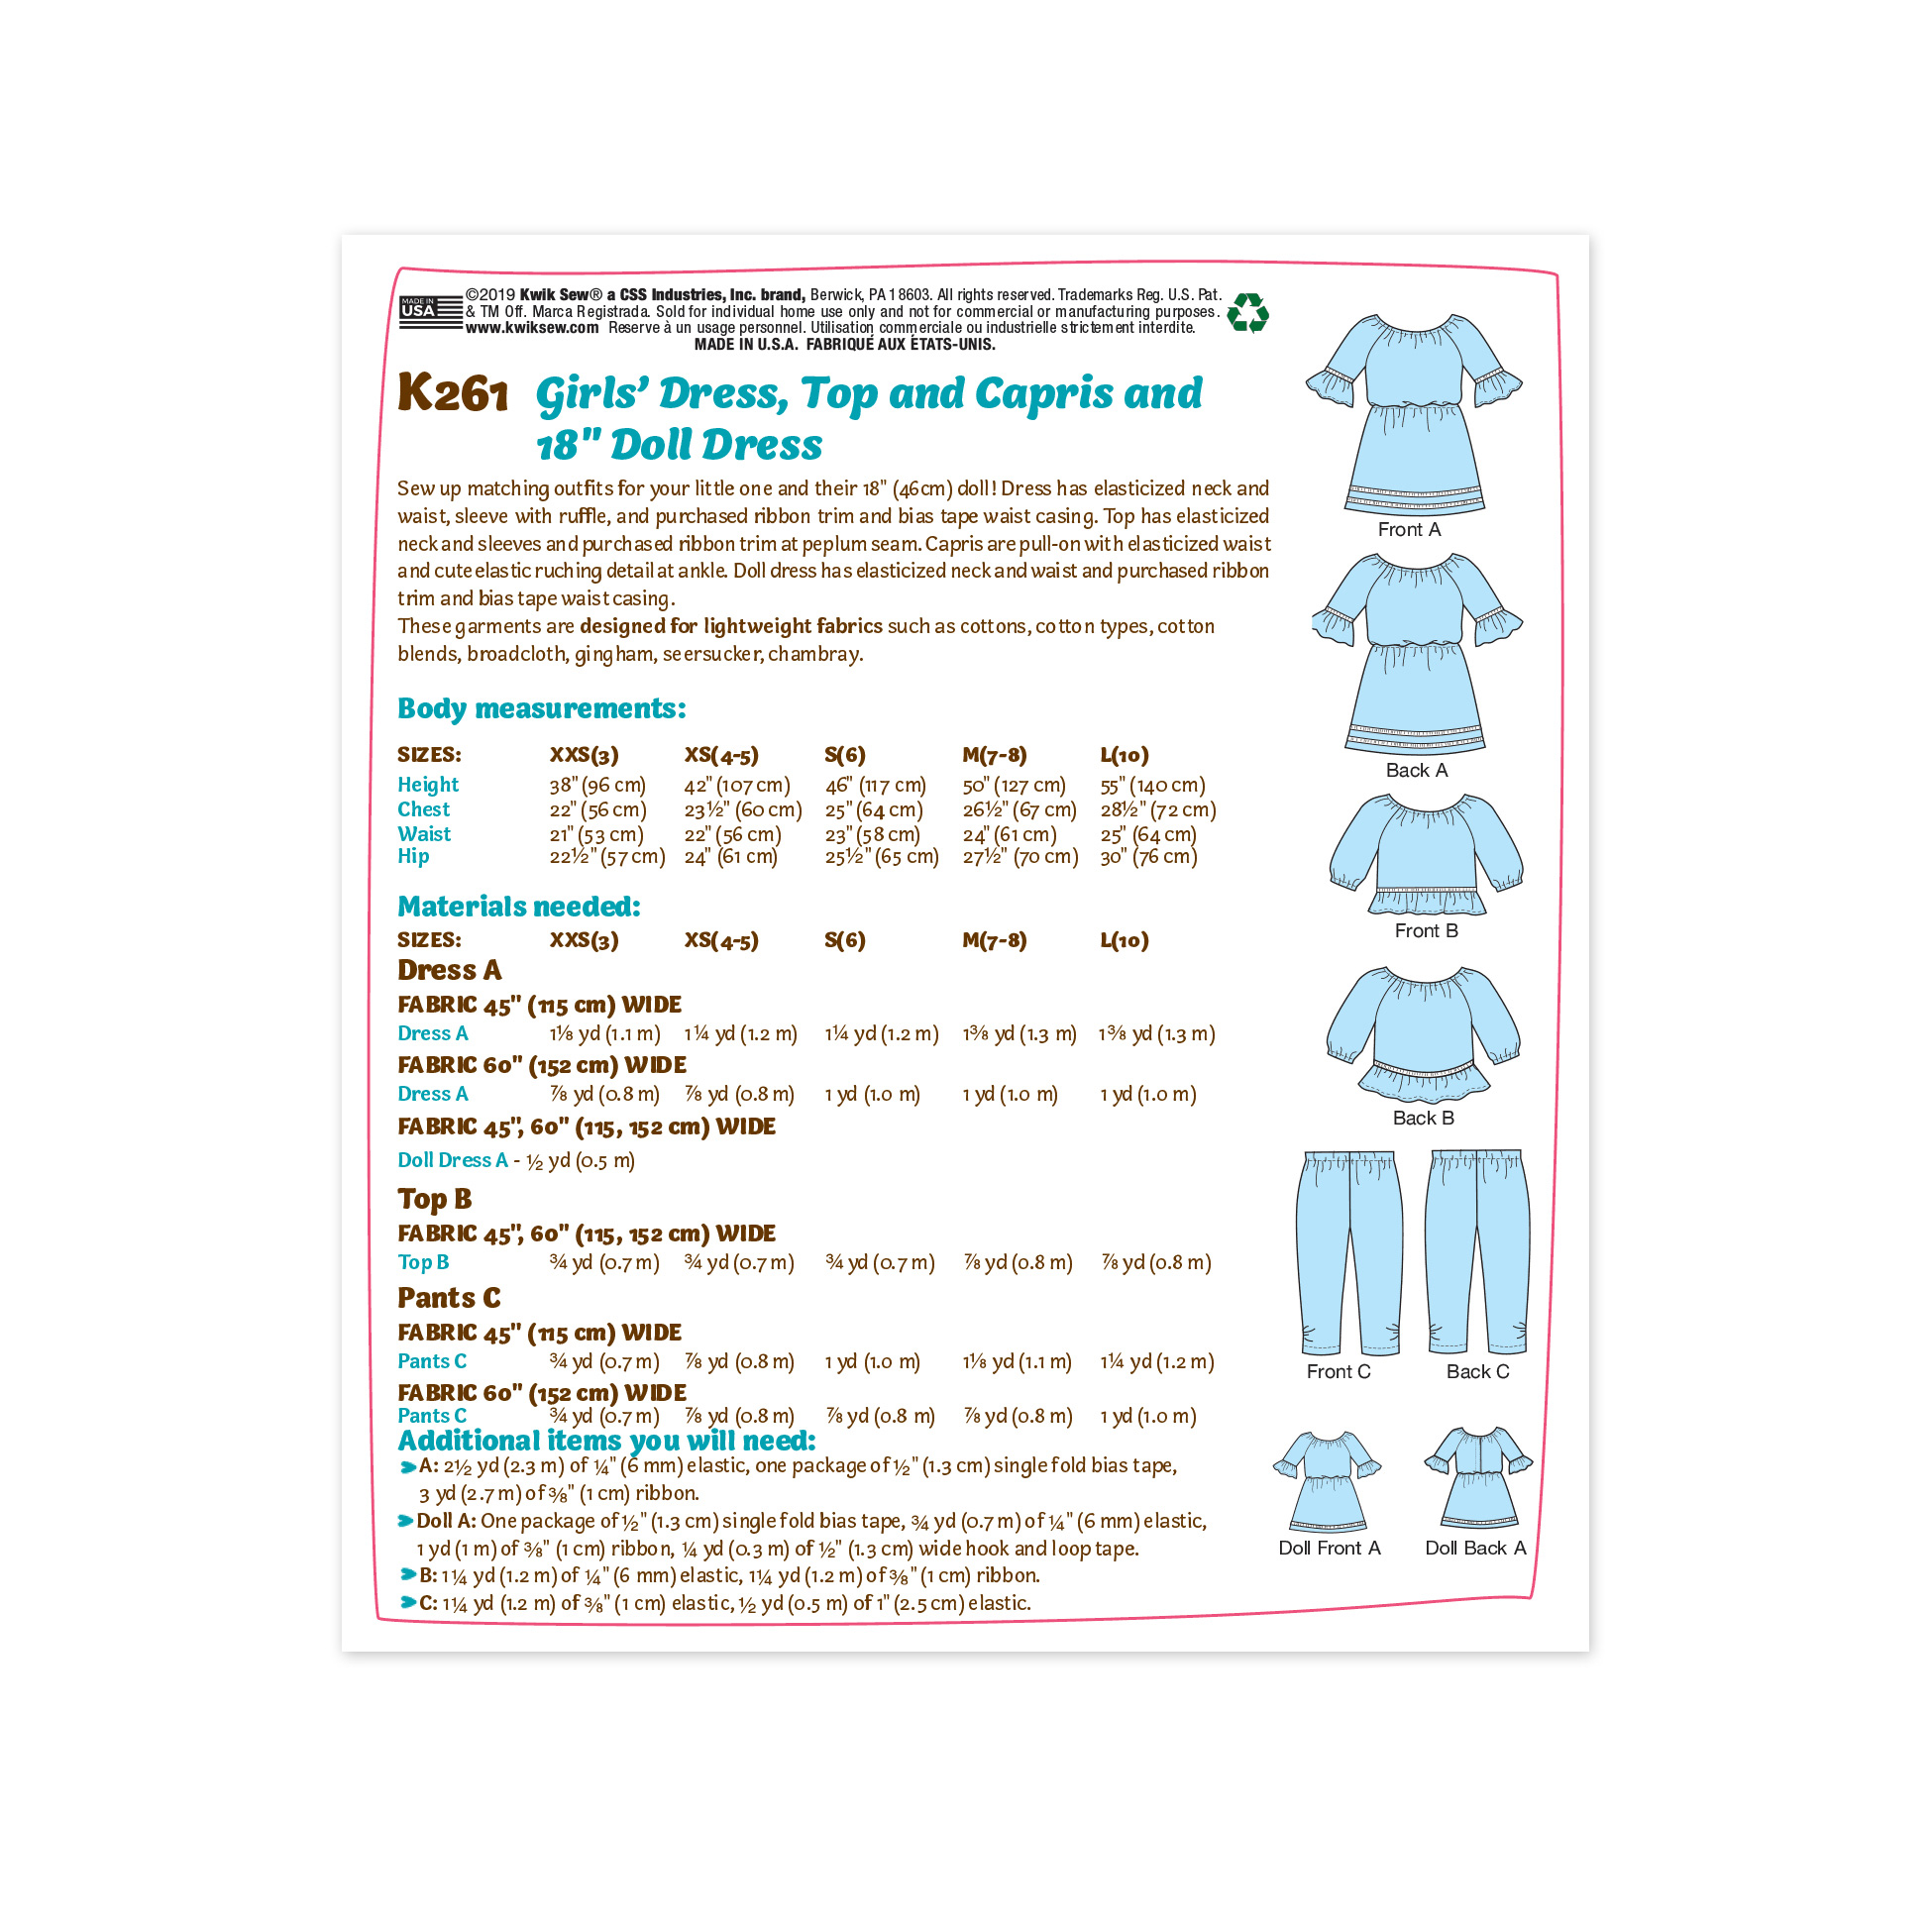 MADE IN
USA
©2019 Kwik Sew® a CSS Industries, Inc. brand, Berwick, PA 18603. All rights reserved. Trademarks Reg. U.S. Pat.
& TM Off. Marca Registrada. Sold for individual home use only and not for commercial or manufacturing purposes.
www.kwiksew.com Reserve à un usage personnel. Utilisation commerciale ou industrielle strictement interdite.
MADE IN U.S.A. FABRIQUÉ AUX ÉTATS-UNIS.
K261 Girls' Dress, Top and Capris and
18" Doll Dress
Sew up matching outfits for your little one and their 18" (46cm) doll! Dress has elasticized neck and
waist, sleeve with ruffle, and purchased ribbon trim and bias tape waist casing. Top has elasticized
neck and sleeves and purchased ribbon trim at peplum seam. Capris are pull-on with elasticized waist
and cute elastic ruching detail at ankle. Doll dress has elasticized neck and waist and purchased ribbon
trim and bias tape waist casing.
These garments are designed for lightweight fabrics such as cottons, cotton types, cotton
blends, broadcloth, gingham, seersucker, chambray.
Body measurements:
SIZES: XXS(3) XS(4-5) S(6) M(7-8) L(10)
Height 38" (96 cm) 42" (107 cm) 46" (117 cm) 50" (127 cm) 55" (140 cm)
Chest 22" (56 cm) 23½" (60 cm) 25" (64 cm) 26½" (67 cm) 28½" (72 cm)
Waist 21" (53 cm) 22" (56 cm) 23" (58 cm) 24" (61 cm) 25" (64 cm)
Hip 22½" (57 cm) 24" (61 cm) 25½" (65 cm) 27½" (70 cm) 30" (76 cm)
Materials needed:
SIZES: XXS(3) XS(4-5) S(6) M(7-8) L(10)
Dress A
FABRIC 45" (115 cm) WIDE
Dress A 1⅛ yd (1.1 m) 1¼ yd (1.2 m) 1¼ yd (1.2 m) 1⅜ yd (1.3 m) 1⅜ yd (1.3 m)
FABRIC 60" (152 cm) WIDE
Dress A ⅞ yd (0.8 m) ⅞ yd (0.8 m) 1 yd (1.0 m) 1 yd (1.0 m) 1 yd (1.0 m)
FABRIC 45", 60" (115, 152 cm) WIDE
Doll Dress A - ½ yd (0.5 m)
Top B
FABRIC 45", 60" (115, 152 cm) WIDE
Top B ¾ yd (0.7 m) ¾ yd (0.7 m) ¾ yd (0.7 m) ⅞ yd (0.8 m) ⅞ yd (0.8 m)
Pants C
FABRIC 45" (115 cm) WIDE
Pants C ¾ yd (0.7 m) ⅞ yd (0.8 m) 1 yd (1.0 m) 1⅛ yd (1.1 m) 1¼ yd (1.2 m)
FABRIC 60" (152 cm) WIDE
Pants C ¾ yd (0.7 m) ⅞ yd (0.8 m) ⅞ yd (0.8 m) ⅞ yd (0.8 m) 1 yd (1.0 m)
Additional items you will need:
A: 2½ yd (2.3 m) of ¼" (6 mm) elastic, one package of ½" (1.3 cm) single fold bias tape,
3 yd (2.7 m) of ⅜" (1 cm) ribbon.
Doll A: One package of ½" (1.3 cm) single fold bias tape, ¾ yd (0.7 m) of ¼" (6 mm) elastic,
1 yd (1 m) of ⅜" (1 cm) ribbon, ¼ yd (0.3 m) of ½" (1.3 cm) wide hook and loop tape.
B: 1¼ yd (1.2 m) of ¼" (6 mm) elastic, 1¼ yd (1.2 m) of ⅜" (1 cm) ribbon.
C: 1¼ yd (1.2 m) of ⅜" (1 cm) elastic, ½ yd (0.5 m) of 1" (2.5 cm) elastic.
Front A
Back A
Front B
Back B
Front C Back C
Doll Front A Doll Back A